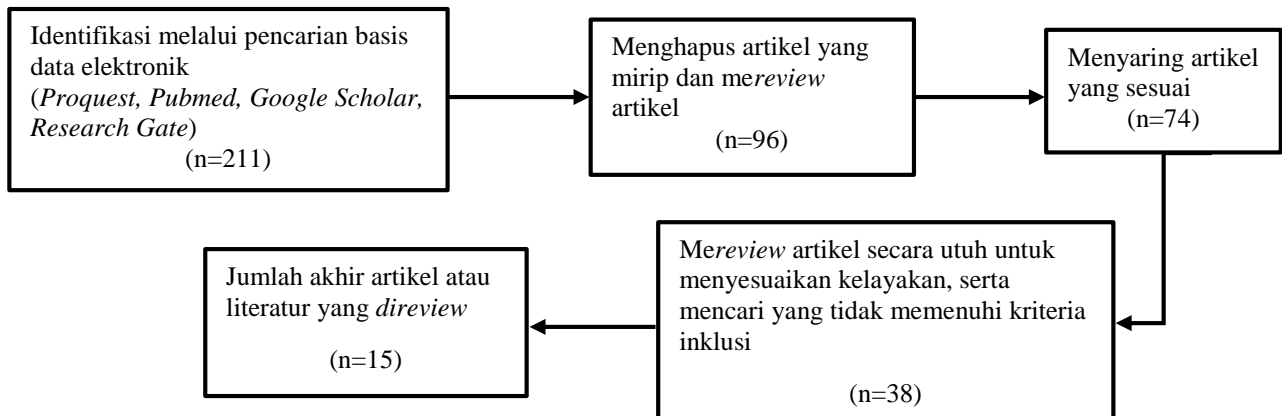 Identifikasi melalui pencarian basis
data elektronik
(Proquest, Pubmed, Google Scholar,
Research Gate)
(n=211)
Menghapus artikel yang
mirip dan mereview
artikel
(n=96)
Menyaring artikel
yang sesuai
(n=74)
Mereview artikel secara utuh untuk
menyesuaikan kelayakan, serta
mencari yang tidak memenuhi kriteria
inklusi
(n=38)
Jumlah akhir artikel atau
literatur yang direview
(n=15)